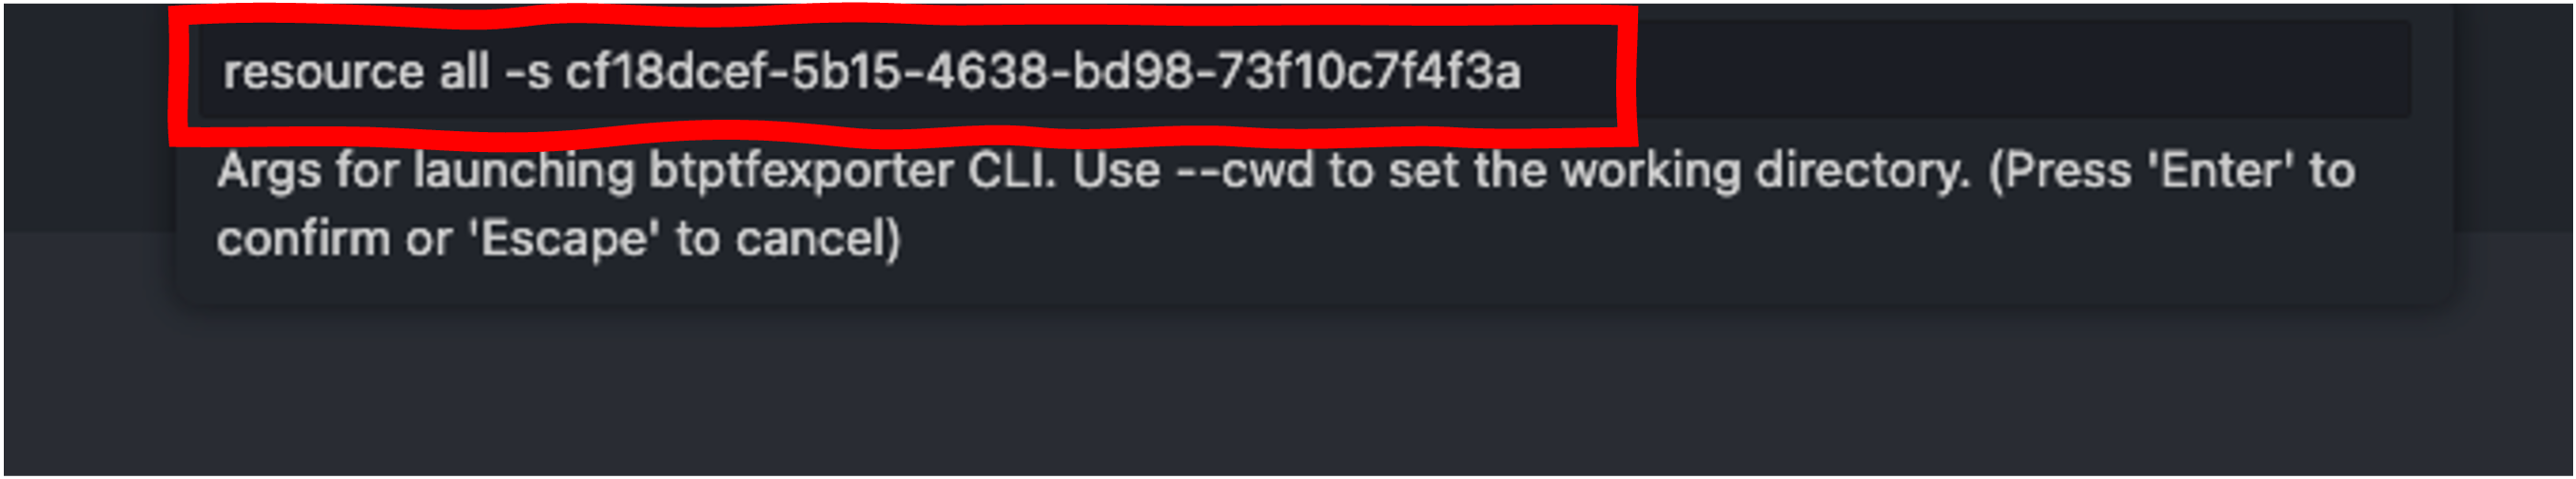 resource all -s cf18dcef-5b15-4638-bd98-73f10c7f4f3a
Args for launching btptfexporter CLI. Use --cwd to set the working directory. (Press 'Enter' to
confirm or 'Escape' to cancel)